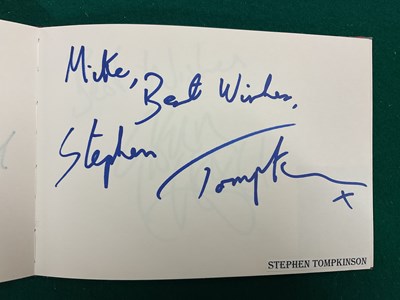 Mike,
Best Wishes,
Stephen Tompkinson x
STEPHEN TOMPKINSON